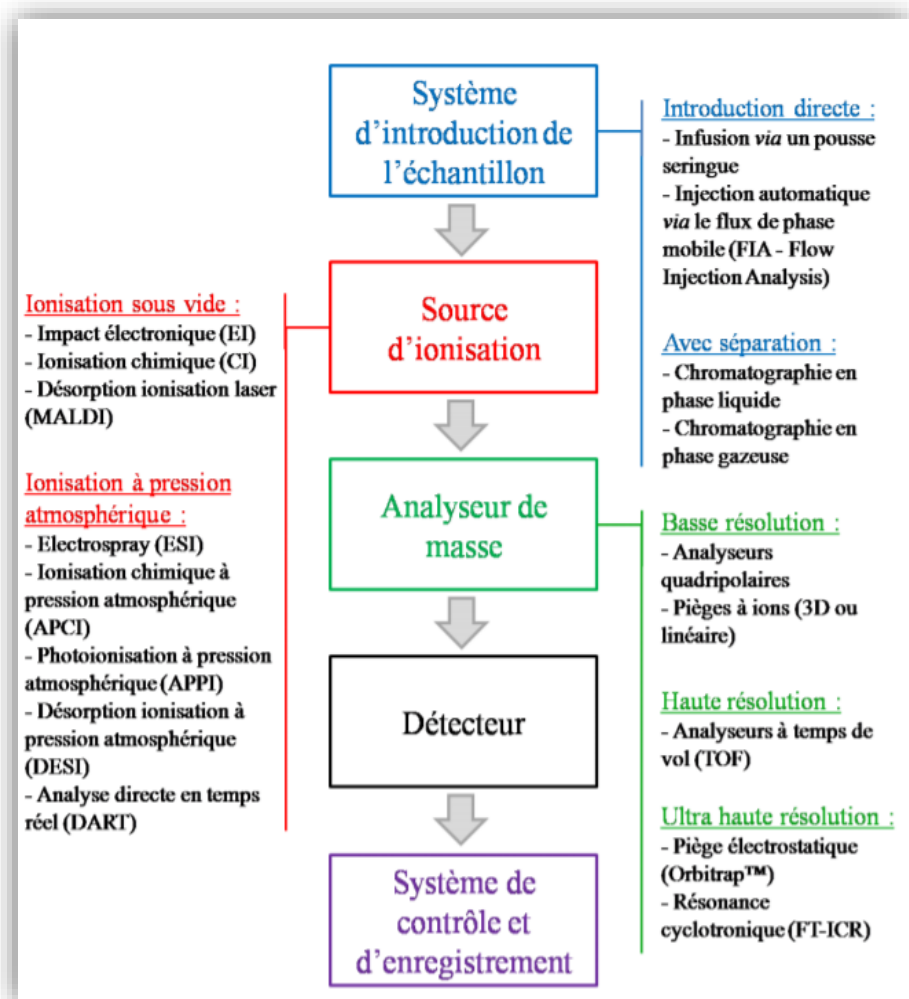 Système
d'introduction de
l'échantillon
Introduction directe :
- Infusion via un pousse
seringue
- Injection automatique
via le flux de phase
mobile (FIA - Flow
Injection Analysis)
Avec séparation :
- Chromatographie en
phase liquide
- Chromatographie en
phase gazeuse
Source
d'ionisation
Ionisation sous vide :
- Impact électronique (EI)
- Ionisation chimique (CI)
- Désorption ionisation laser
(MALDI)
Ionisation à pression
atmosphérique :
- Electrospray (ESI)
- Ionisation chimique à
pression atmosphérique
(APCI)
- Photoionisation à pression
atmosphérique (APPI)
- Désorption ionisation à
pression atmosphérique
(DESI)
- Analyse directe en temps
réel (DART)
Analyseur de
masse
Basse résolution :
- Analyseurs
quadripolaires
- Pièges à ions (3D ou
linéaire)
Haute résolution :
- Analyseurs à temps de
vol (TOF)
Ultra haute résolution :
- Piège électrostatique
(Orbitrap™)
- Résonance
cyclotronique (FT-ICR)
Détecteur
Système de
contrôle et
d'enregistrement